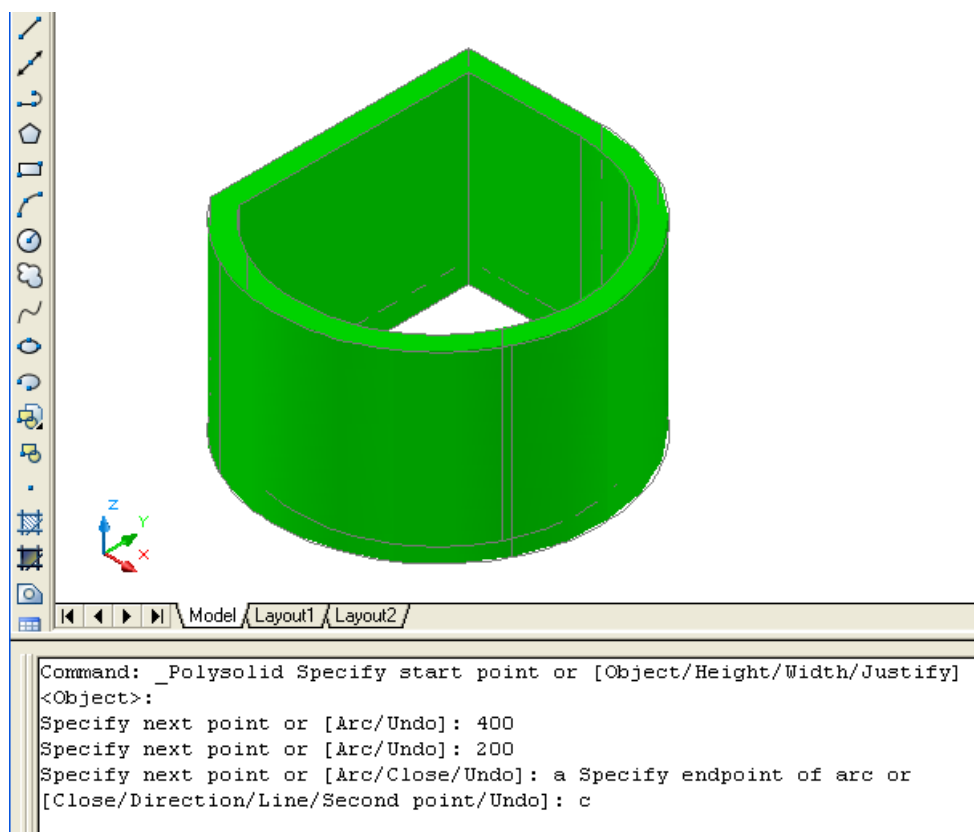 Z
Y
X
Model Layout1 Layout2
Command: _Polysolid Specify start point or [Object/Height/Width/Justify]
<Object>:
Specify next point or [Arc/Undo]: 400
Specify next point or [Arc/Undo]: 200
Specify next point or [Arc/Close/Undo]: a Specify endpoint of arc or
[Close/Direction/Line/Second point/Undo]: c